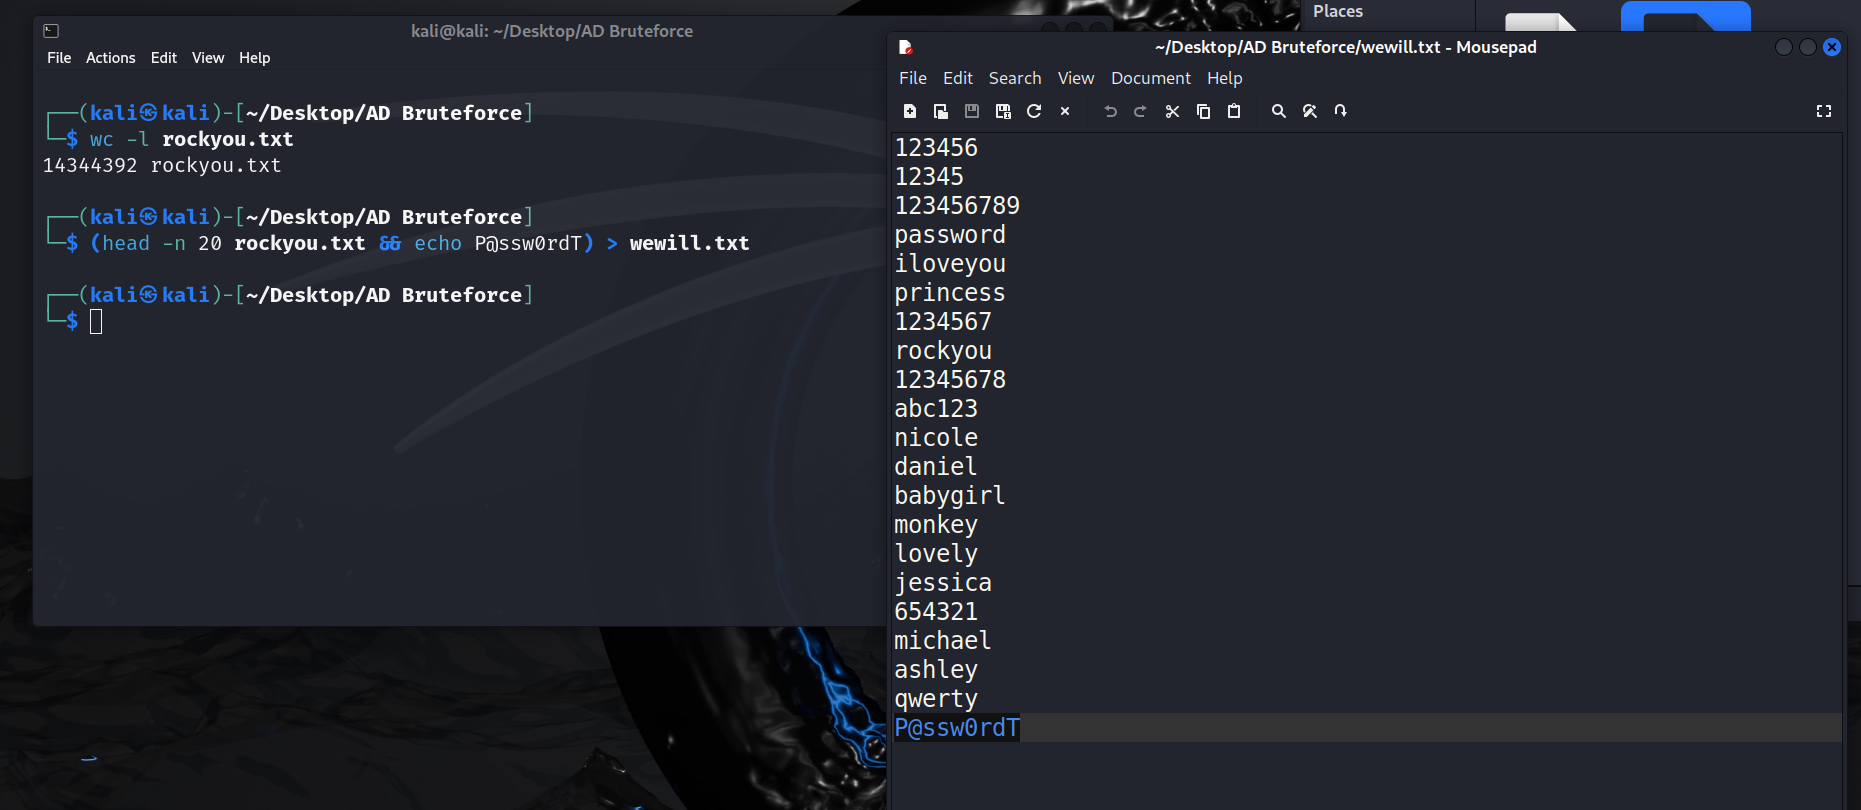 kali@kali: ~/Desktop/AD Bruteforce
File Actions Edit View Help
┌──(kali㉿kali)-[~/Desktop/AD Bruteforce]
└─$ wc -l rockyou.txt
14344392 rockyou.txt
┌──(kali㉿kali)-[~/Desktop/AD Bruteforce]
└─$ (head -n 20 rockyou.txt && echo P@ssw0rdT) > wewill.txt
┌──(kali㉿kali)-[~/Desktop/AD Bruteforce]
└─$
Places
~/Desktop/AD Bruteforce/wewill.txt - Mousepad
File Edit Search View Document Help
123456
12345
123456789
password
iloveyou
princess
1234567
rockyou
12345678
abc123
nicole
daniel
babygirl
monkey
lovely
jessica
654321
michael
ashley
qwerty
P@ssw0rdT